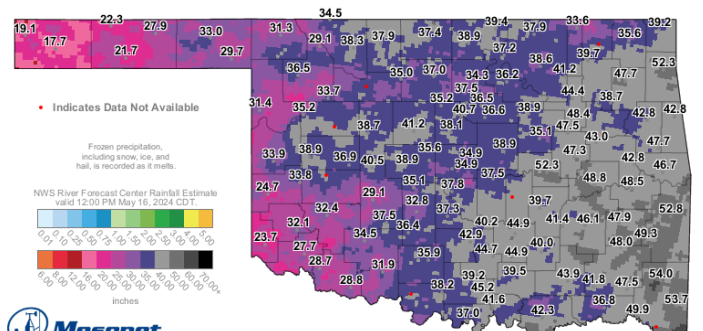 34.5
19.1 22.3 27.9 33.0 31.3 37.4 39.4 37.9 33.6 39.2
17.7 21.7 29.7 29.1 38.3 37.9 38.9 37.2 35.6
36.5 35.0 37.0 34.3 36.2 38.6 39.7 52.3
41.2 47.7
31.4 33.7 37.5 44.4 38.7
35.2 35.2 36.5
40.7 36.6 38.9 48.4 42.8 42.8
38.7 41.2 38.1 35.1 47.5 43.0
33.9 38.9 36.9 40.5 38.9 35.6 34.9 38.9 47.3 42.8 47.7
34.9 52.3 46.7
24.7 33.8 29.1 35.1 37.8 37.5 48.8 48.5
32.4 32.8 39.7
32.1 37.5 36.4 37.3 40.2 44.9 41.4 46.1 47.9 52.8
23.7 27.7 34.5 42.9 40.0 48.0 49.3
28.7 31.9 35.9 44.7 44.9
28.8 38.2 39.2 39.5 43.9 41.8 47.5 54.0
45.2
41.6 36.8 53.7
37.0 42.3 49.9
Indicates Data Not Available
Frozen precipitation,
including snow, ice, and
hail, is recorded as it melts.
NWS River Forecast Center Rainfall Estimate
valid 12:00 PM May 16, 2024 CDT.
0.01 0.10 0.25 0.50 0.75 1.00 1.50 2.00 2.50 3.00 4.00 5.00
6.00 8.00 12.00 16.00 20.00 25.00 30.00 35.00 40.00 50.00 60.00 70.00+
inches
Mesonet